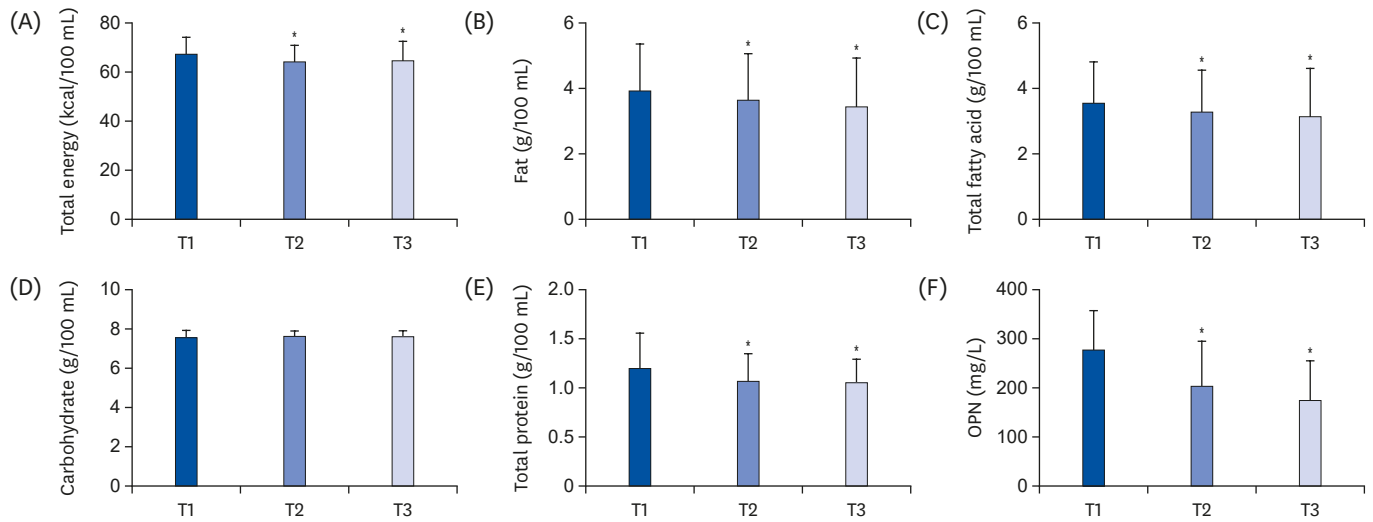 (A)
Total energy (kcal/100 mL)
80
60
40
20
0
* *
T1 T2 T3
(B)
Fat (g/100 mL)
6
4
2
0
* *
T1 T2 T3
(C)
Total fatty acid (g/100 mL)
6
4
2
0
* *
T1 T2 T3
(D)
Carbohydrate (g/100 mL)
10
8
6
4
2
0
T1 T2 T3
(E)
Total protein (g/100 mL)
2.0
1.5
1.0
0.5
0
* *
T1 T2 T3
(F)
OPN (mg/L)
400
300
200
100
0
* *
T1 T2 T3